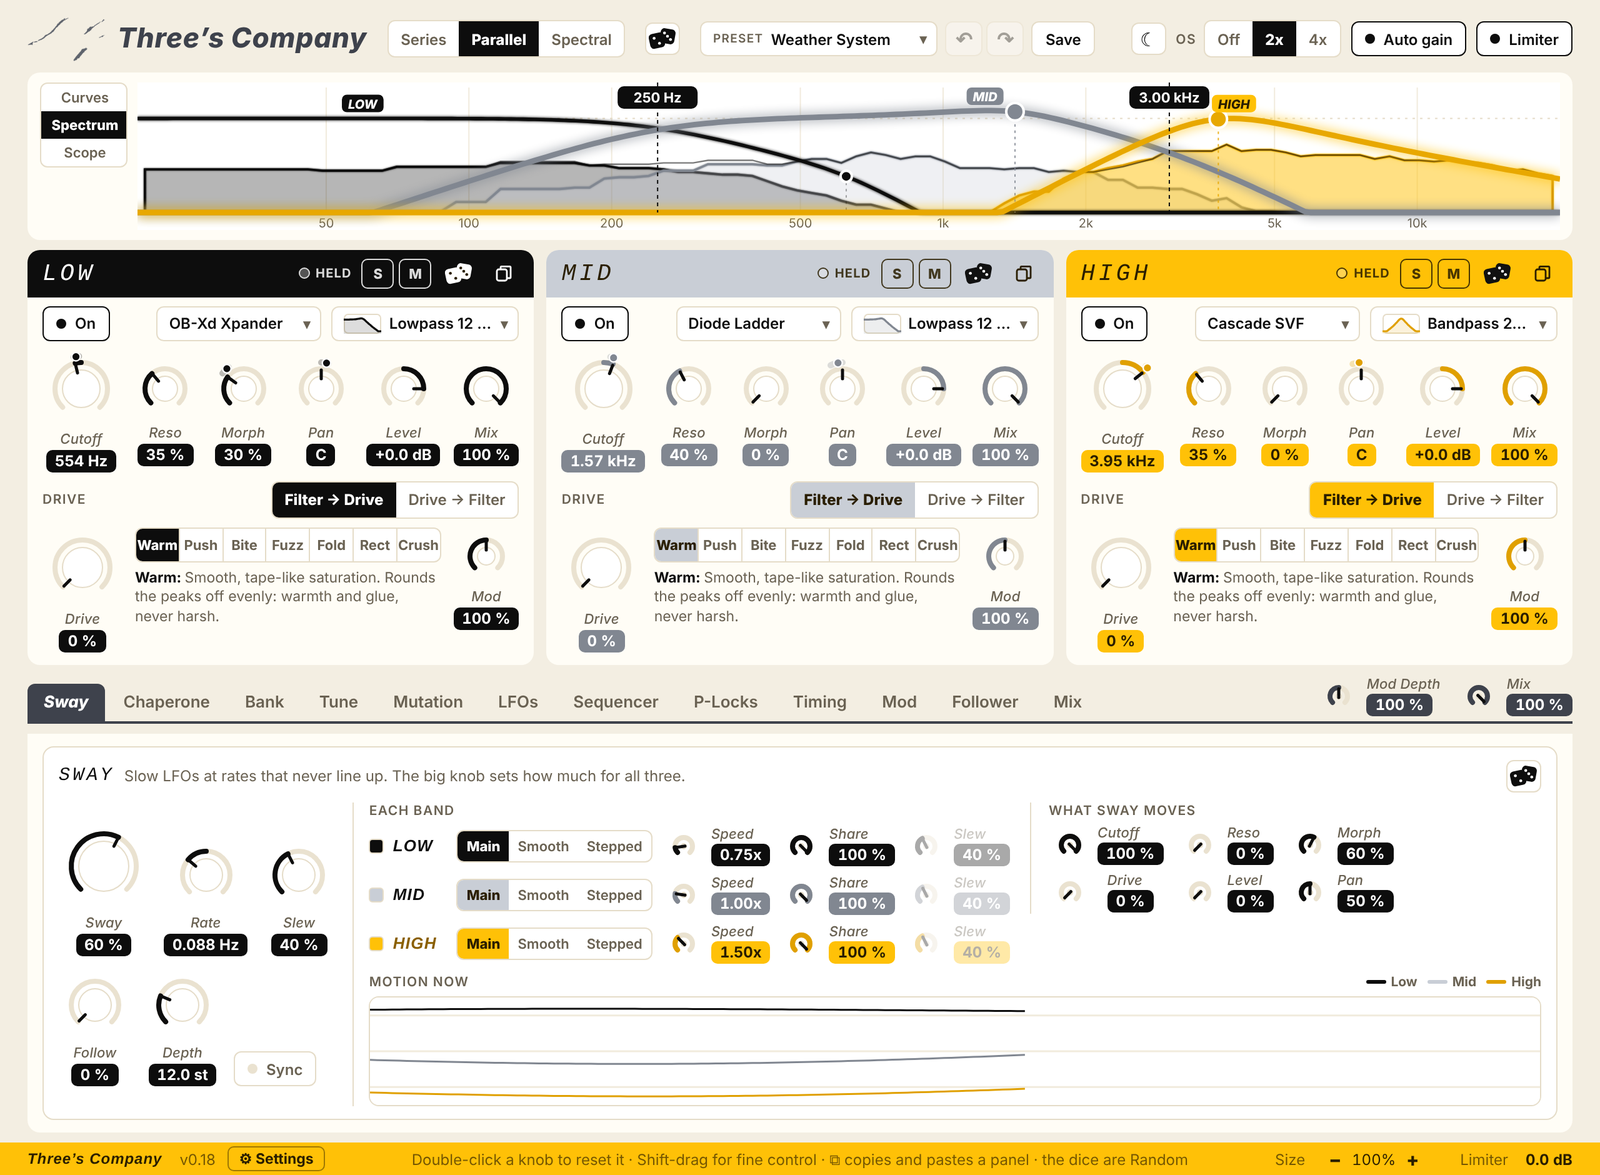 Three's Company Series Parallel Spectral PRESET Weather System ▾ ↶ ↷ Save ☾ OS Off 2x 4x Auto gain Limiter
Curves
Spectrum
Scope
LOW 250 Hz MID 3.00 kHz HIGH
50 100 200 500 1k 2k 5k 10k
LOW HELD S M
MID HELD S M
HIGH HELD S M
On OB-Xd Xpander ▾ Lowpass 12 ... ▾
On Diode Ladder ▾ Lowpass 12 ... ▾
On Cascade SVF ▾ Bandpass 2... ▾
Cutoff Reso Morph Pan Level Mix
554 Hz 35 % 30 % C +0.0 dB 100 %
Cutoff Reso Morph Pan Level Mix
1.57 kHz 40 % 0 % C +0.0 dB 100 %
Cutoff Reso Morph Pan Level Mix
3.95 kHz 35 % 0 % C +0.0 dB 100 %
DRIVE Filter → Drive Drive → Filter
DRIVE Filter → Drive Drive → Filter
DRIVE Filter → Drive Drive → Filter
Warm Push Bite Fuzz Fold Rect Crush
Warm: Smooth, tape-like saturation. Rounds
the peaks off evenly: warmth and glue,
never harsh.
Drive
0 %
Mod
100 %
Warm Push Bite Fuzz Fold Rect Crush
Warm: Smooth, tape-like saturation. Rounds
the peaks off evenly: warmth and glue,
never harsh.
Drive
0 %
Mod
100 %
Warm Push Bite Fuzz Fold Rect Crush
Warm: Smooth, tape-like saturation. Rounds
the peaks off evenly: warmth and glue,
never harsh.
Drive
0 %
Mod
100 %
Sway Chaperone Bank Tune Mutation LFOs Sequencer P-Locks Timing Mod Follower Mix
Mod Depth
100 %
Mix
100 %
SWAY Slow LFOs at rates that never line up. The big knob sets how much for all three.
Sway Rate Slew
60 % 0.088 Hz 40 %
Follow Depth
0 % 12.0 st Sync
EACH BAND
LOW Main Smooth Stepped Speed 0.75x Share 100 % Slew 40 %
MID Main Smooth Stepped Speed 1.00x Share 100 % Slew 40 %
HIGH Main Smooth Stepped Speed 1.50x Share 100 % Slew 40 %
WHAT SWAY MOVES
Cutoff Reso Morph
100 % 0 % 60 %
Drive Level Pan
0 % 0 % 50 %
MOTION NOW Low Mid High
Three's Company v0.18 ⚙ Settings Double-click a knob to reset it · Shift-drag for fine control · ⧉ copies and pastes a panel · the dice are Random Size − 100% + Limiter 0.0 dB